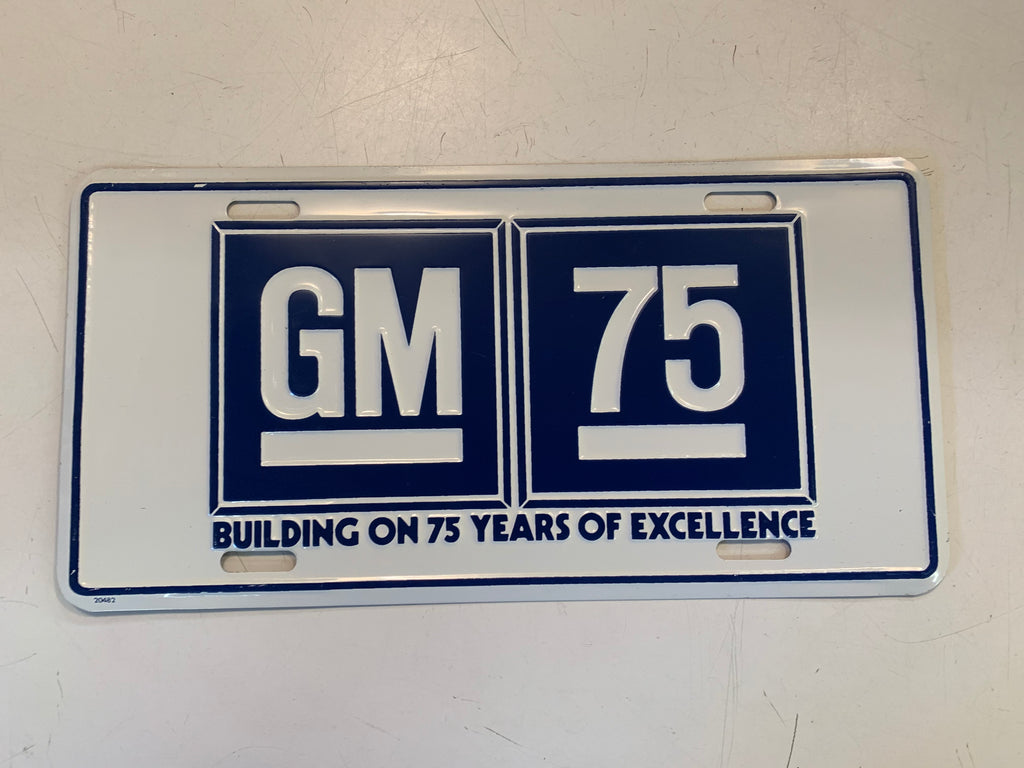 GM 75
BUILDING ON 75 YEARS OF EXCELLENCE
20482